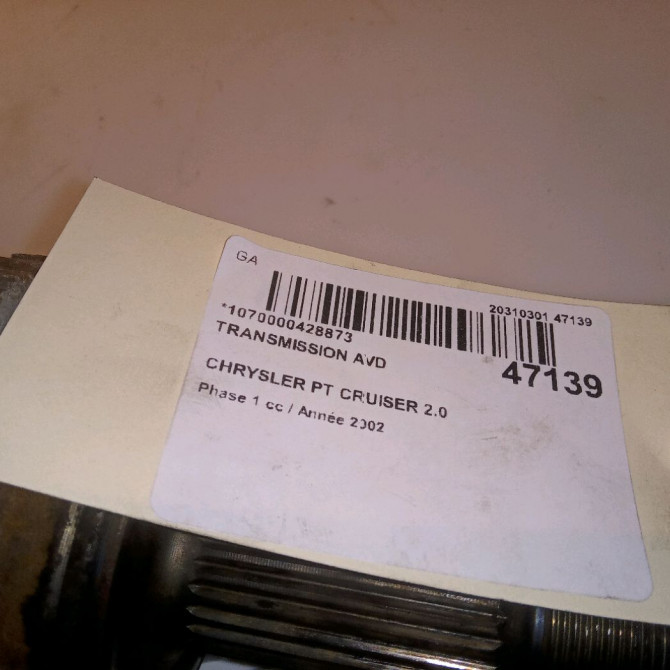 GA
20310301 47139
*1070000428873
TRANSMISSION AVD
47139
CHRYSLER PT CRUISER 2.0
Phase 1 cc / Année 2002